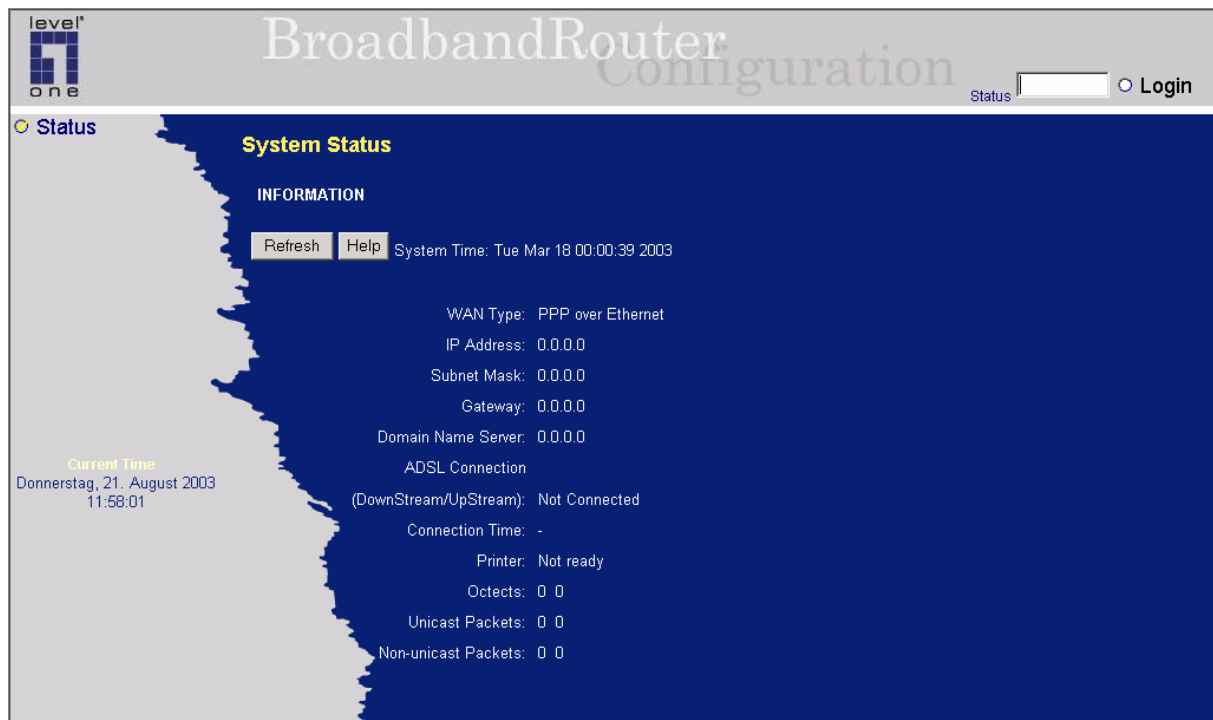 level*
one
BroadbandRouter
Configuration
Status
Login
Status
System Status
INFORMATION
Refresh Help System Time: Tue Mar 18 00:00:39 2003
WAN Type: PPP over Ethernet
IP Address: 0.0.0.0
Subnet Mask: 0.0.0.0
Gateway: 0.0.0.0
Domain Name Server: 0.0.0.0
ADSL Connection
(DownStream/UpStream): Not Connected
Connection Time: -
Printer: Not ready
Octects: 0 0
Unicast Packets: 0 0
Non-unicast Packets: 0 0
Current Time
Donnerstag, 21. August 2003
11:58:01